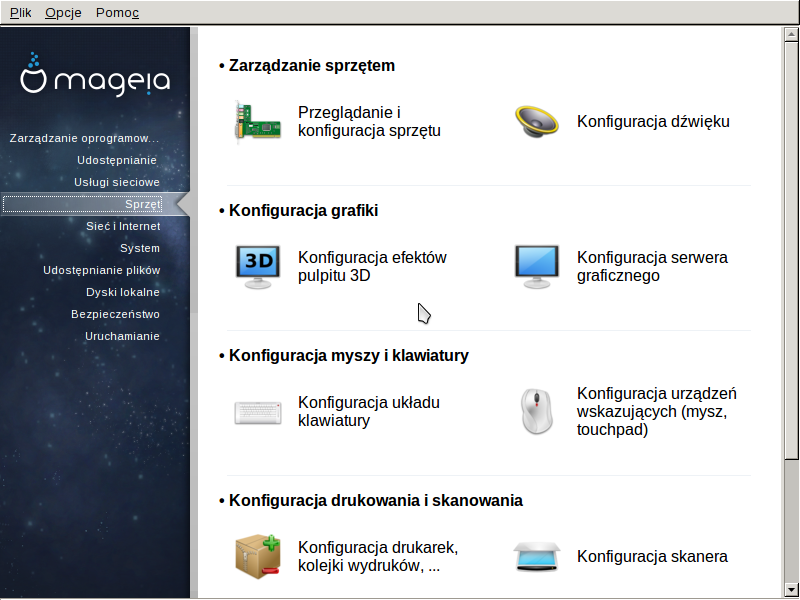 Plik Opcje Pomoc
mageia
Zarządzanie oprogramow...
Udostępnianie
Usługi sieciowe
Sprzęt
Sieć i Internet
System
Udostępnianie plików
Dyski lokalne
Bezpieczeństwo
Uruchamianie
• Zarządzanie sprzętem
Przeglądanie i
konfiguracja sprzętu
Konfiguracja dźwięku
• Konfiguracja grafiki
3D
Konfiguracja efektów
pulpitu 3D
Konfiguracja serwera
graficznego
• Konfiguracja myszy i klawiatury
Konfiguracja układu
klawiatury
Konfiguracja urządzeń
wskazujących (mysz,
touchpad)
• Konfiguracja drukowania i skanowania
Konfiguracja drukarek,
kolejki wydruków, ...
Konfiguracja skanera